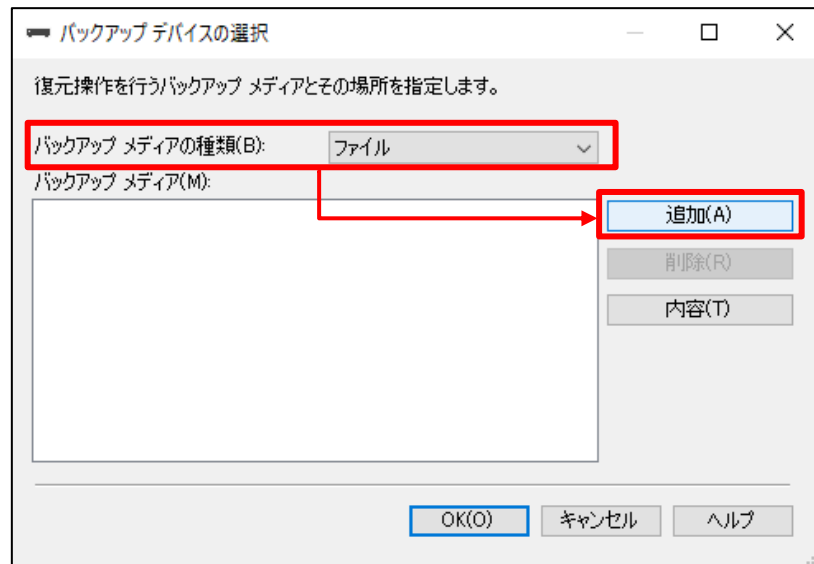 バックアップ デバイスの選択
復元操作を行うバックアップ メディアとその場所を指定します。
バックアップ メディアの種類(B): ファイル
バックアップ メディア(M):
追加(A)
削除(R)
内容(T)
OK(O) キャンセル ヘルプ